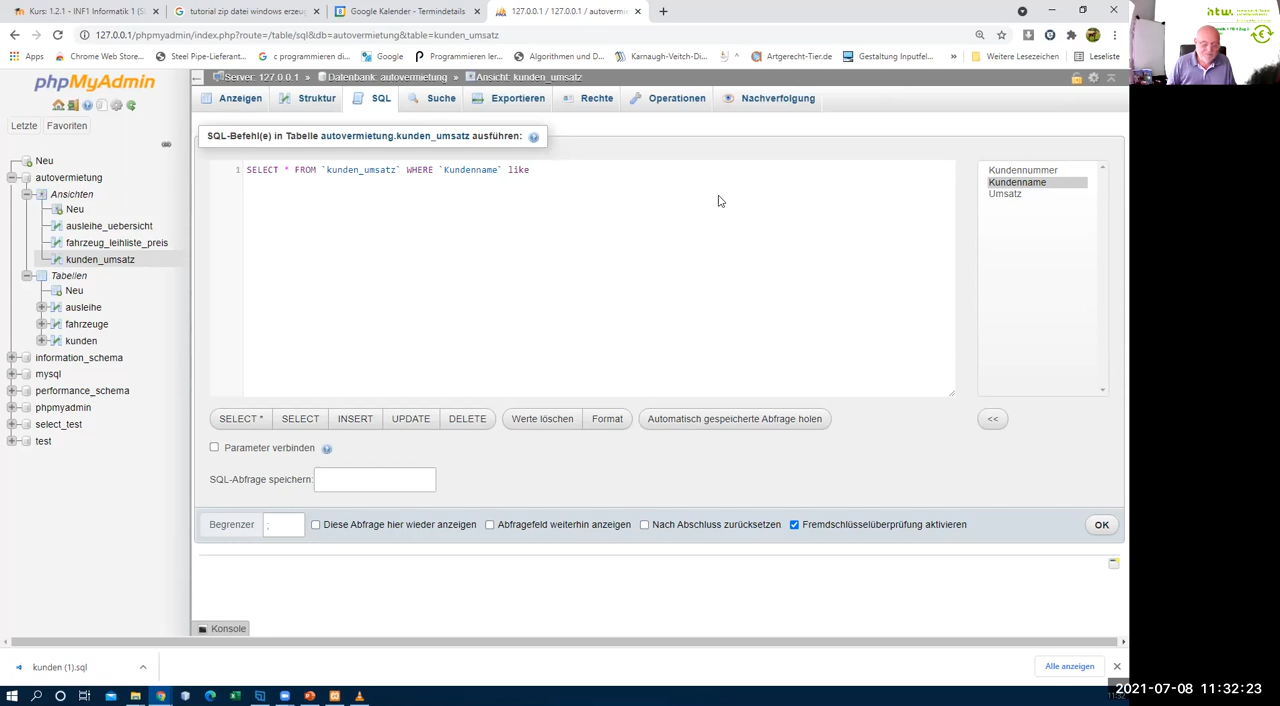 Kurs: 1.2.1 - INF1 Informatik 1 (S
tutorial zip datei windows erzeug
Google Kalender - Termindetails
127.0.0.1 / 127.0.0.1 / autoverm
127.0.0.1/phpmyadmin/index.php?route=/table/sql&db=autovermietung&table=kunden_umsatz
Apps
Chrome Web Store...
Steel Pipe-Lieferant...
Google
c programmieren d...
Programmieren ler...
Algorithmen und D...
Karnaugh-Veitch-Di...
Artgerecht-Tier.de
Gestaltung Inputfel...
»
Weitere Lesezeichen
Leseliste
phpMyAdmin
Letzte
Favoriten
Neu
autovermietung
Ansichten
Neu
ausleihe_uebersicht
fahrzeug_leihliste_preis
kunden_umsatz
Tabellen
Neu
ausleihe
fahrzeuge
kunden
information_schema
mysql
performance_schema
phpmyadmin
select_test
test
Server: 127.0.0.1 » Datenbank: autovermietung » Ansicht: kunden_umsatz
Anzeigen
Struktur
SQL
Suche
Exportieren
Rechte
Operationen
Nachverfolgung
SQL-Befehl(e) in Tabelle autovermietung.kunden_umsatz ausführen:
1 SELECT * FROM `kunden_umsatz` WHERE `Kundenname` like
Kundennummer
Kundenname
Umsatz
SELECT *
SELECT
INSERT
UPDATE
DELETE
Werte löschen
Format
Automatisch gespeicherte Abfrage holen
<<
Parameter verbinden
SQL-Abfrage speichern:
Begrenzer ;
Diese Abfrage hier wieder anzeigen
Abfragefeld weiterhin anzeigen
Nach Abschluss zurücksetzen
Fremdschlüsselüberprüfung aktivieren
OK
Konsole
kunden (1).sql
Alle anzeigen
2021-07-08 11:32:23